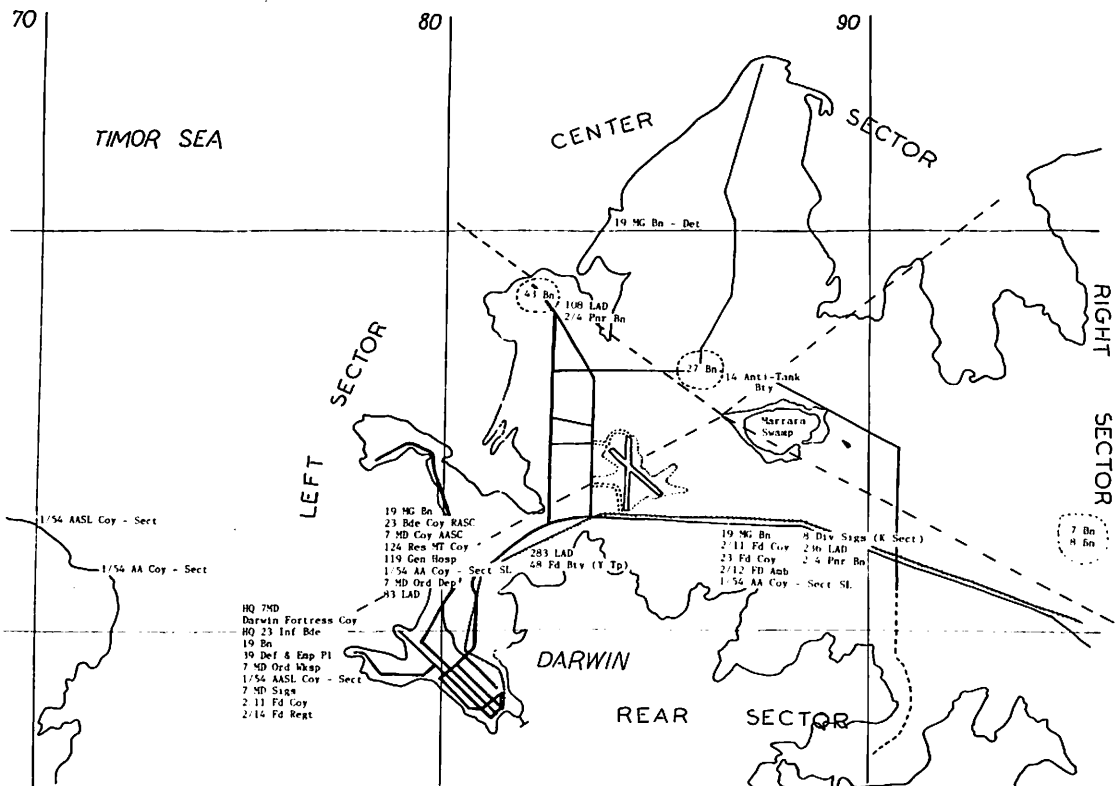 70
80
90
TIMOR SEA
CENTER
SECTOR
19 MG Bn - Det
43 Bn
108 LAD
2/4 Pnr Bn
RIGHT
SECTOR
27 Bn
14 Anti-Tank
Bty
Marrara
Swamp
LEFT
SECTOR
1/54 AASL Coy - Sect
1/54 AA Coy - Sect
19 MG Bn
23 Bde Coy RASC
7 MD Coy AASC
124 Res MT Coy
119 Gen Hosp
1/54 AA Coy - Sect SL
7 MD Ord Dep
83 LAD
283 LAD
48 Fd Bty (Y Tp)
19 MG Bn
2/11 Fd Coy
23 Fd Coy
2/12 FD Amb
1/54 AA Coy - Sect SL
8 Div Sigs (K Sect)
236 LAD
2/4 Pnr Bn
7 Bn
8 Bn
HQ 7MD
Darwin Fortress Coy
HQ 23 Inf Bde
19 Bn
39 Def & Emp Pl
7 MD Ord Wksp
1/54 AASL Coy - Sect
7 MD Sigs
2 11 Fd Coy
2/14 Fd Regt
DARWIN
REAR SECTOR